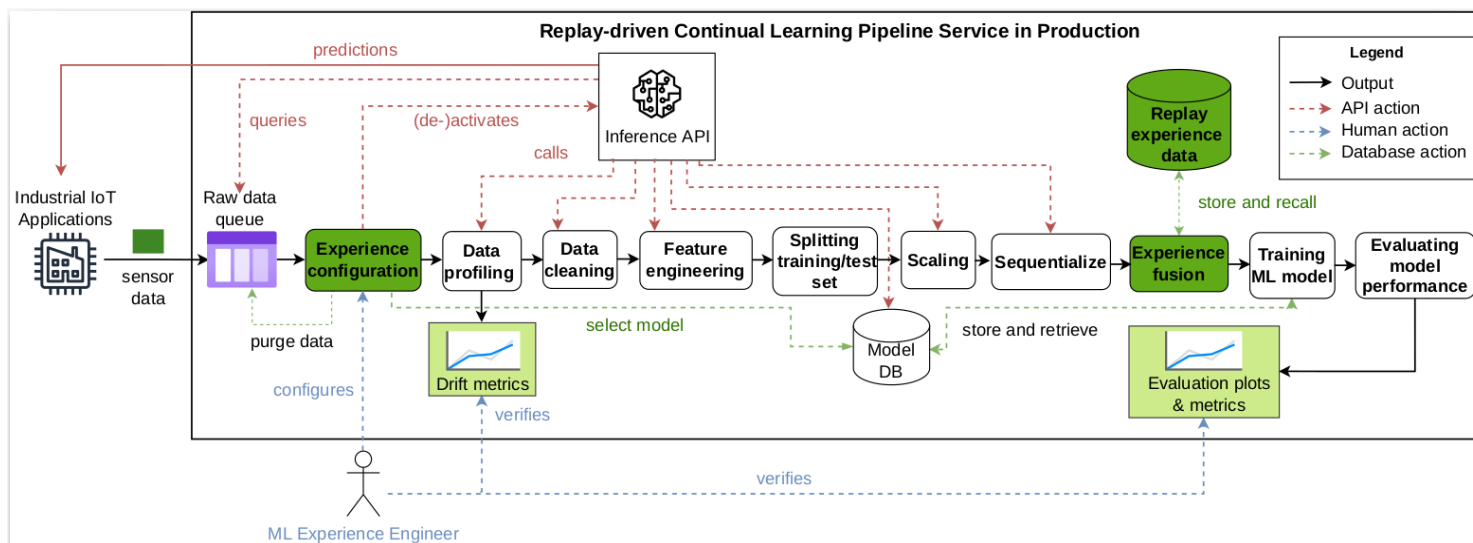 Replay-driven Continual Learning Pipeline Service in Production
Legend
Output
API action
Human action
Database action
predictions
queries
(de-)activates
Inference API
calls
Replay
experience
data
store and recall
Industrial IoT
Applications
sensor
data
Raw data
queue
Experience
configuration
Data
profiling
Data
cleaning
Feature
engineering
Splitting
training/test
set
Scaling
Sequentialize
Experience
fusion
Training
ML model
Evaluating
model
performance
purge data
select model
store and retrieve
Model
DB
Drift metrics
Evaluation plots
& metrics
configures
verifies
verifies
ML Experience Engineer